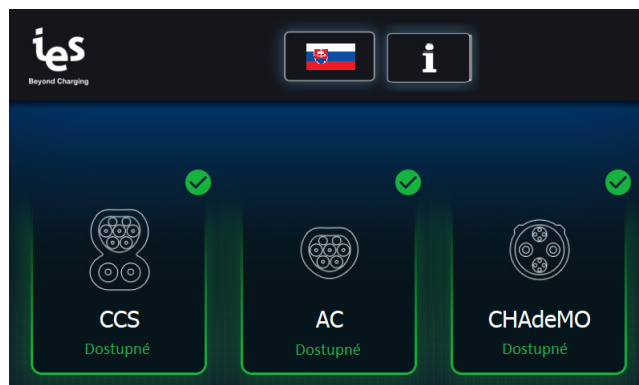 ies
Beyond Charging
i
CCS
Dostupné
AC
Dostupné
CHAdeMO
Dostupné